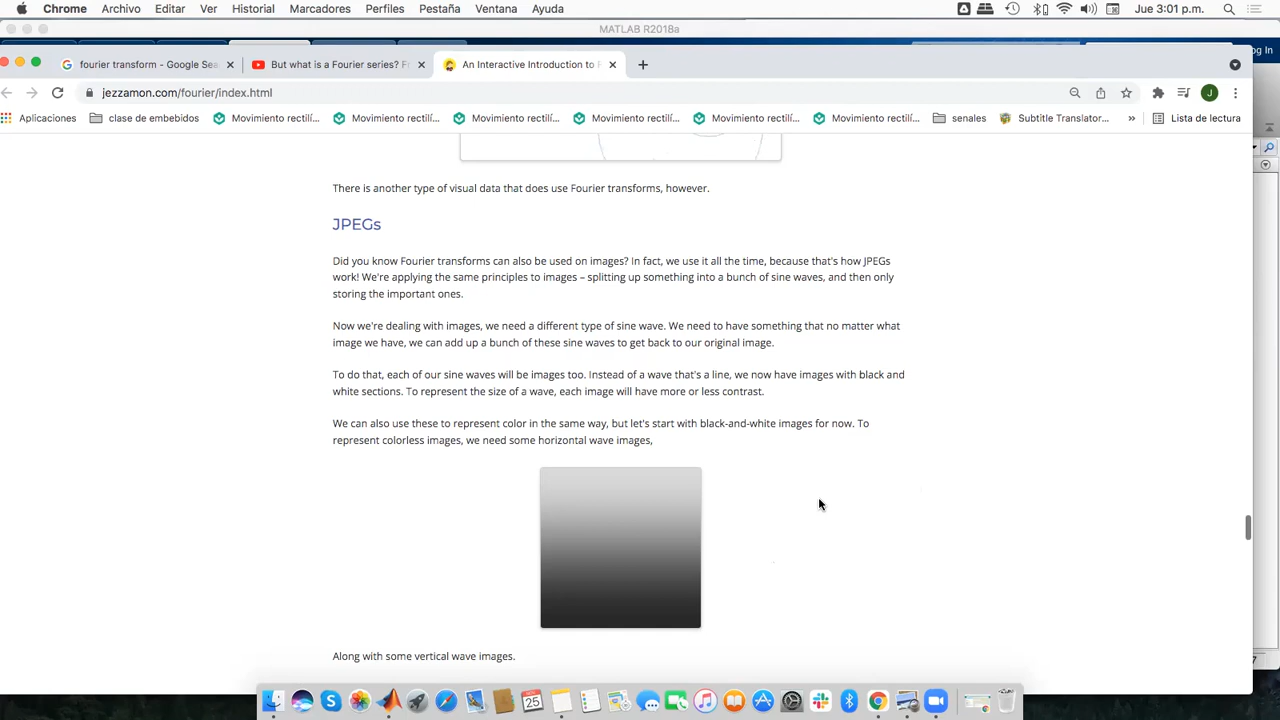 Chrome Archivo Editar Ver Historial Marcadores Perfiles Pestaña Ventana Ayuda Jue 3:01 p.m.
MATLAB R2018a
fourier transform - Google Sea But what is a Fourier series? Fr An Interactive Introduction to F
og In
jezzamon.com/fourier/index.html J
Aplicaciones clase de embebidos Movimiento rectilí... Movimiento rectilí... Movimiento rectilí... Movimiento rectilí... Movimiento rectilí... Movimiento rectilí... senales Subtitle Translator... » Lista de lectura
There is another type of visual data that does use Fourier transforms, however.
JPEGs
Did you know Fourier transforms can also be used on images? In fact, we use it all the time, because that's how JPEGs
work! We're applying the same principles to images – splitting up something into a bunch of sine waves, and then only
storing the important ones.
Now we're dealing with images, we need a different type of sine wave. We need to have something that no matter what
image we have, we can add up a bunch of these sine waves to get back to our original image.
To do that, each of our sine waves will be images too. Instead of a wave that's a line, we now have images with black and
white sections. To represent the size of a wave, each image will have more or less contrast.
We can also use these to represent color in the same way, but let's start with black-and-white images for now. To
represent colorless images, we need some horizontal wave images,
Along with some vertical wave images.
25